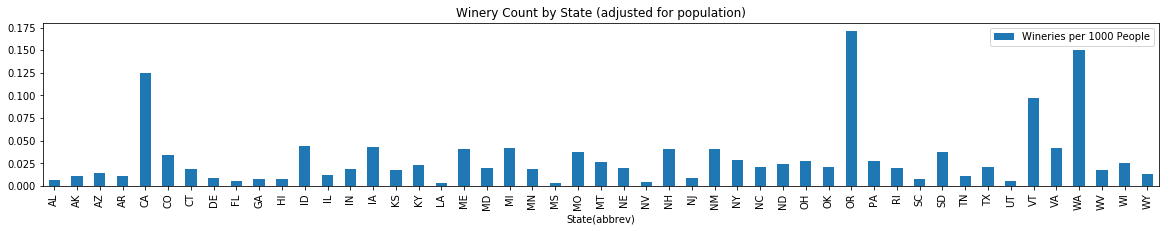 Winery Count by State (adjusted for population)
Wineries per 1000 People
0.175
0.150
0.125
0.100
0.075
0.050
0.025
0.000
AL AK AZ AR CA CO CT DE FL GA HI ID IL IN IA KS KY LA ME MD MI MN MS MO MT NE NV NH NJ NM NY NC ND OH OK OR PA RI SC SD TN TX UT VT VA WA WV WI WY
State(abbrev)